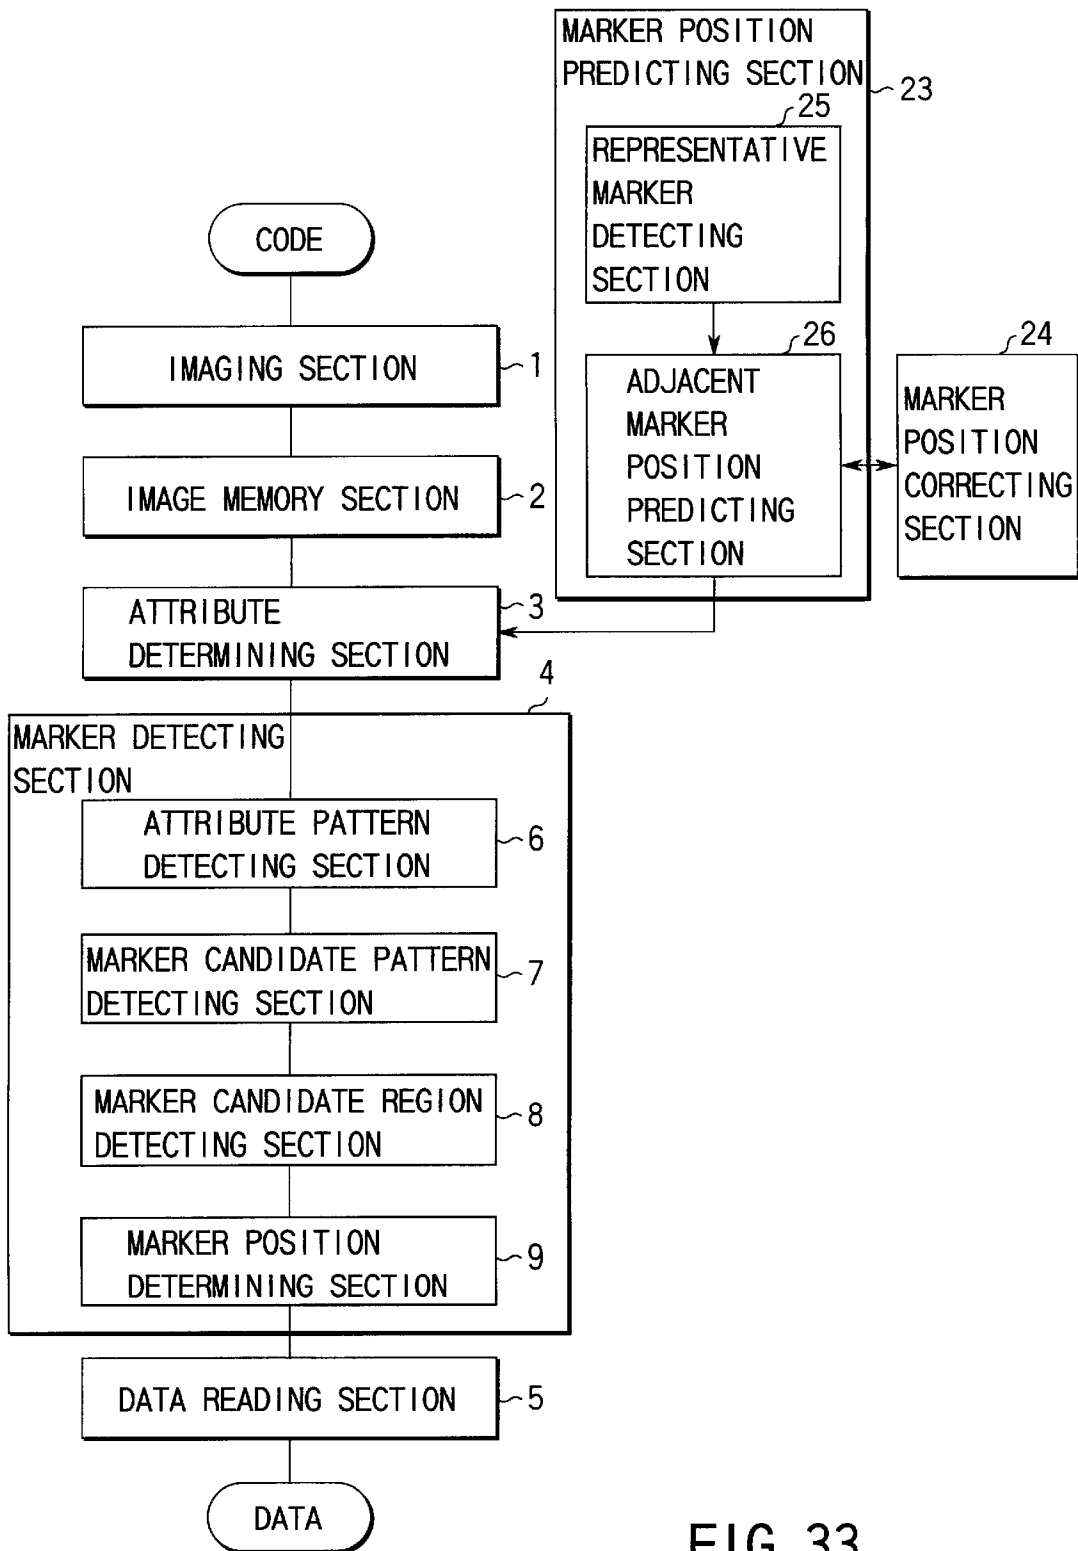 MARKER POSITION
PREDICTING SECTION
23
25
REPRESENTATIVE
MARKER
DETECTING
SECTION
CODE
IMAGING SECTION
1
26
ADJACENT
MARKER
POSITION
PREDICTING
SECTION
24
MARKER
POSITION
CORRECTING
SECTION
IMAGE MEMORY SECTION
2
ATTRIBUTE
DETERMINING SECTION
3
4
MARKER DETECTING
SECTION
ATTRIBUTE PATTERN
DETECTING SECTION
6
MARKER CANDIDATE PATTERN
DETECTING SECTION
7
MARKER CANDIDATE REGION
DETECTING SECTION
8
MARKER POSITION
DETERMINING SECTION
9
DATA READING SECTION
5
DATA
FIG. 33